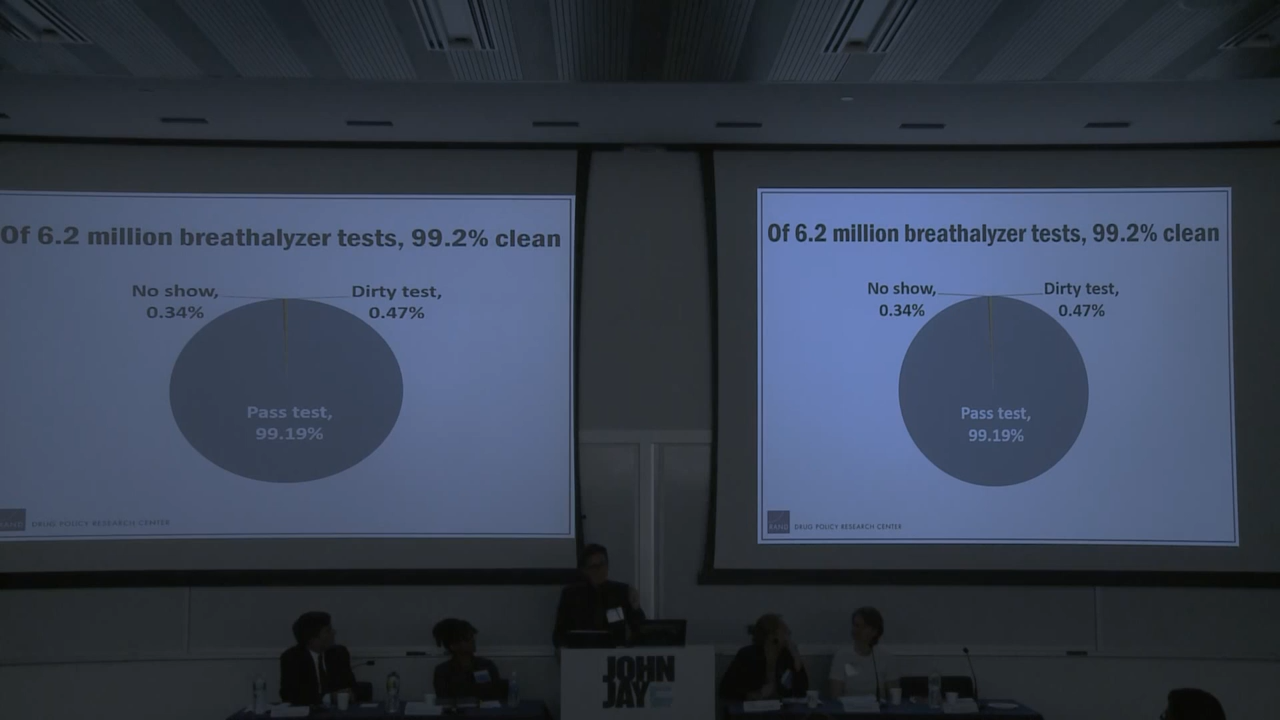 Of 6.2 million breathalyzer tests, 99.2% clean
No show,
0.34%
Dirty test,
0.47%
Pass test,
99.19%
DRUG POLICY RESEARCH CENTER
Of 6.2 million breathalyzer tests, 99.2% clean
No show,
0.34%
Dirty test,
0.47%
Pass test,
99.19%
RAND
DRUG POLICY RESEARCH CENTER
JOHN
JAY